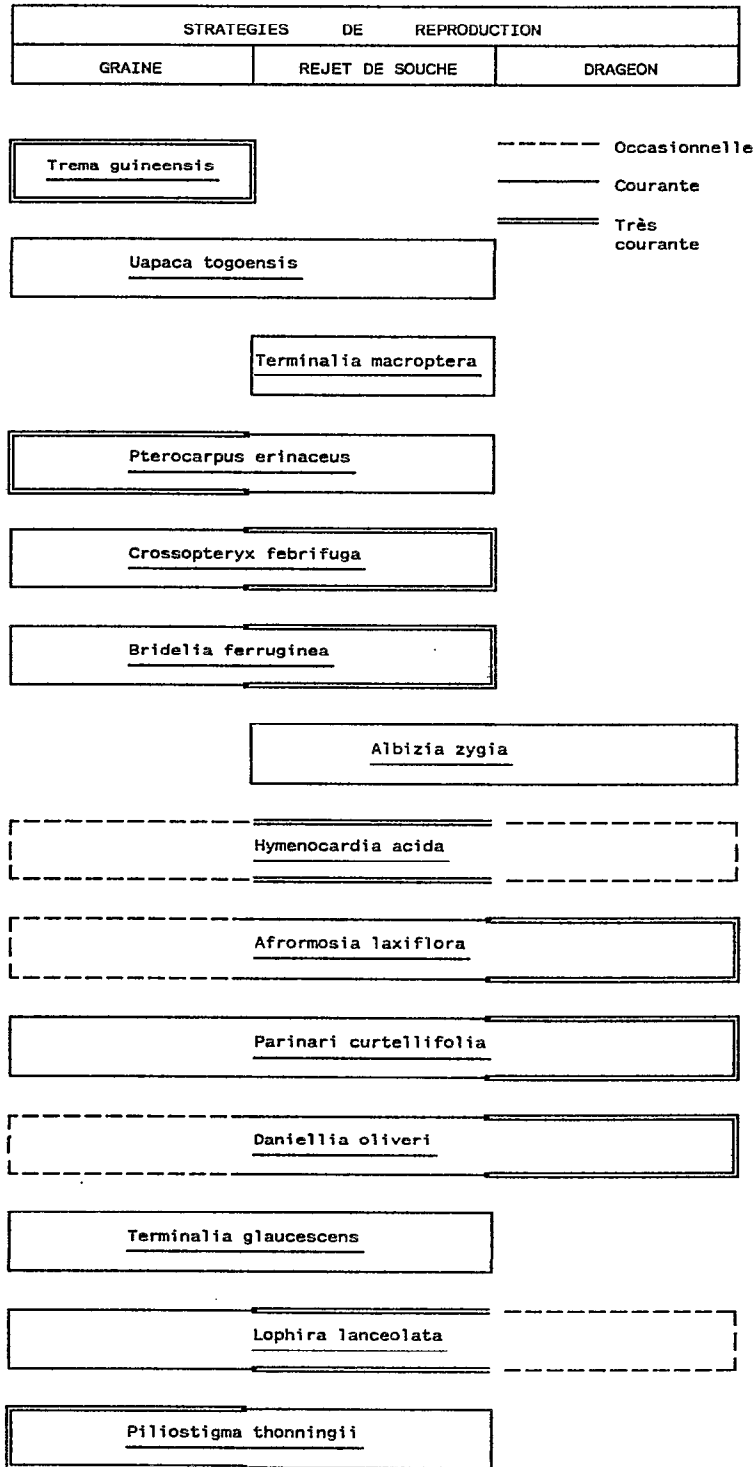 STRATEGIES DE REPRODUCTION
GRAINE REJET DE SOUCHE DRAGEON
Trema guineensis
Occasionnelle
Courante
Très
courante
Uapaca togoensis
Terminalia macroptera
Pterocarpus erinaceus
Crossopteryx febrifuga
Bridelia ferruginea
Albizia zygia
Hymenocardia acida
Afrormosia laxiflora
Parinari curtellifolia
Daniellia oliveri
Terminalia glaucescens
Lophira lanceolata
Piliostigma thonningii